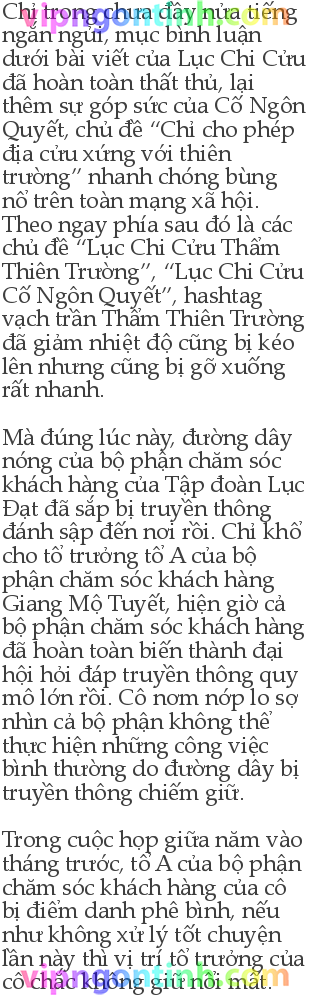 Chỉ trong chưa đầy nửa tiếng
ngắn ngủi, mục bình luận
dưới bài viết của Lục Chi Cửu
đã hoàn toàn thất thủ, lại
thêm sự góp sức của Cố Ngôn
Quyết, chủ đề “Chỉ cho phép
địa cửu xứng với thiên
trường” nhanh chóng bùng
nổ trên toàn mạng xã hội.
Theo ngay phía sau đó là các
chủ đề “Lục Chi Cửu Thẩm
Thiên Trường”, “Lục Chi Cửu
Cố Ngôn Quyết”, hashtag
vạch trần Thẩm Thiên Trường
đã giảm nhiệt độ cũng bị kéo
lên nhưng cũng bị gỡ xuống
rất nhanh.
Mà đúng lúc này, đường dây
nóng của bộ phận chăm sóc
khách hàng của Tập đoàn Lục
Đạt đã sắp bị truyền thông
đánh sập đến nơi rồi. Chỉ khổ
cho tổ trưởng tổ A của bộ
phận chăm sóc khách hàng
Giang Mộ Tuyết, hiện giờ cả
bộ phận chăm sóc khách hàng
đã hoàn toàn biến thành đại
hội hỏi đáp truyền thông quy
mô lớn rồi. Cô nơm nớp lo sợ
nhìn cả bộ phận không thể
thực hiện những công việc
bình thường do đường dây bị
truyền thông chiếm giữ.
Trong cuộc họp giữa năm vào
tháng trước, tổ A của bộ phận
chăm sóc khách hàng của cô
bị điểm danh phê bình, nếu
như không xử lý tốt chuyện
lần này thì vị trí tổ trưởng của
cô chắc không giữ nổi mất.
vipngontinh.com
vipngontinh.com